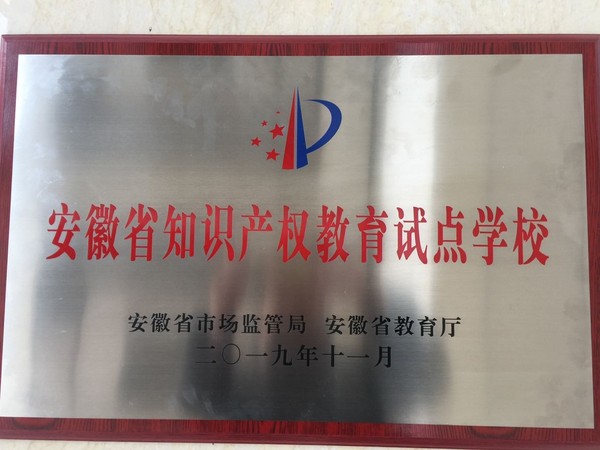 安徽省知识产权教育试点学校
安徽省市场监管局 安徽省教育厅
二〇一九年十一月